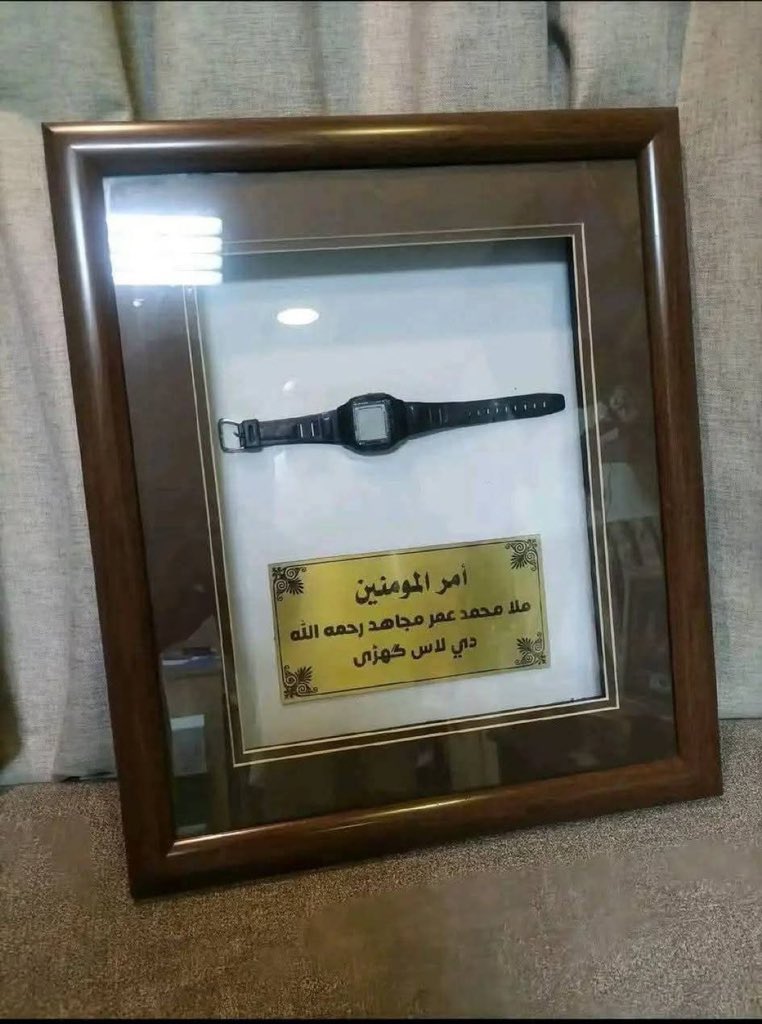 أمر المومنين
ملا محمد عمر مجاهد رحمه الله
دي لاس گهڑی